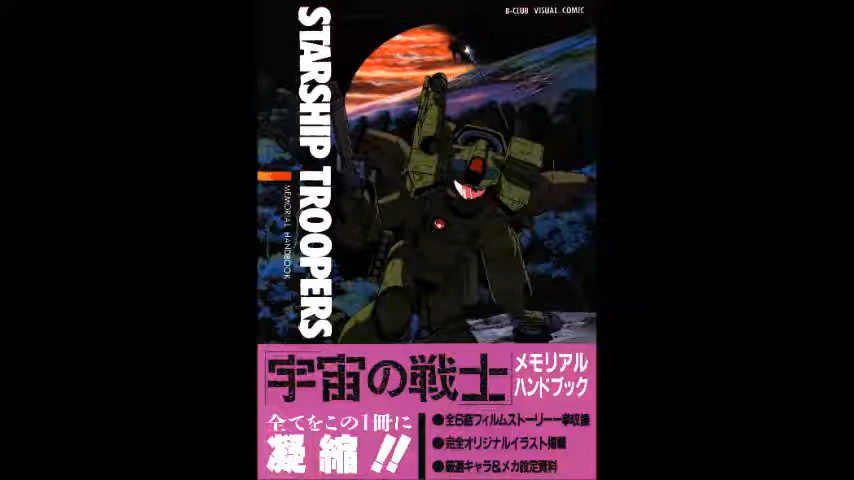 B-CLUB VISUAL COMIC
STARSHIP TROOPERS
MEMORIAL HANDBOOK
宇宙の戦士
メモリアル
ハンドブック
全てをこの1冊に
凝縮!!
●全6話フィルムストーリー一挙収録
●完全オリジナルイラスト掲載
●厳選キャラ&メカ設定資料